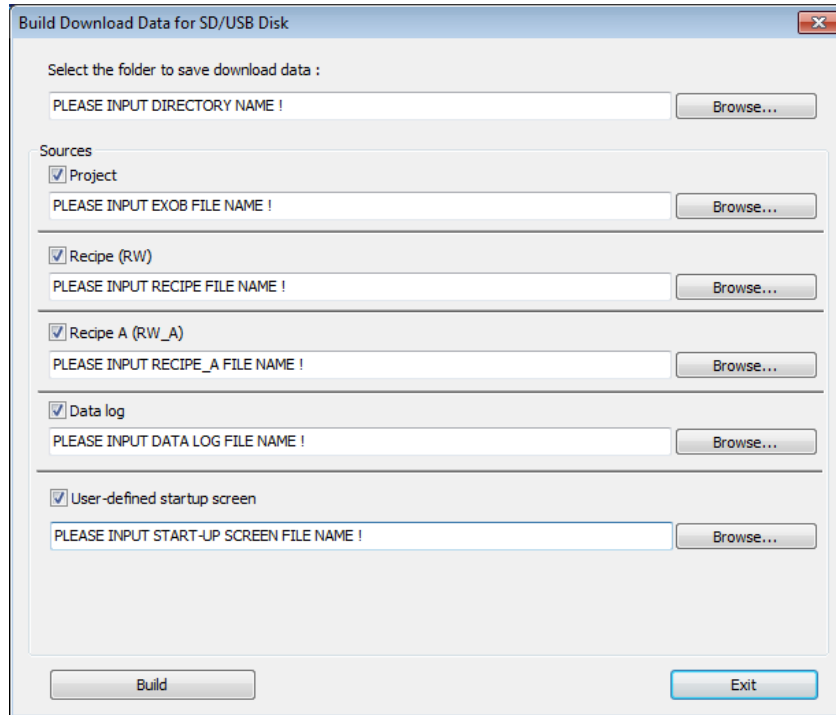 Build Download Data for SD/USB Disk
Select the folder to save download data :
PLEASE INPUT DIRECTORY NAME !
Browse...
Sources
Project
PLEASE INPUT EXOB FILE NAME !
Browse...
Recipe (RW)
PLEASE INPUT RECIPE FILE NAME !
Browse...
Recipe A (RW_A)
PLEASE INPUT RECIPE_A FILE NAME !
Browse...
Data log
PLEASE INPUT DATA LOG FILE NAME !
Browse...
User-defined startup screen
PLEASE INPUT START-UP SCREEN FILE NAME !
Browse...
Build
Exit